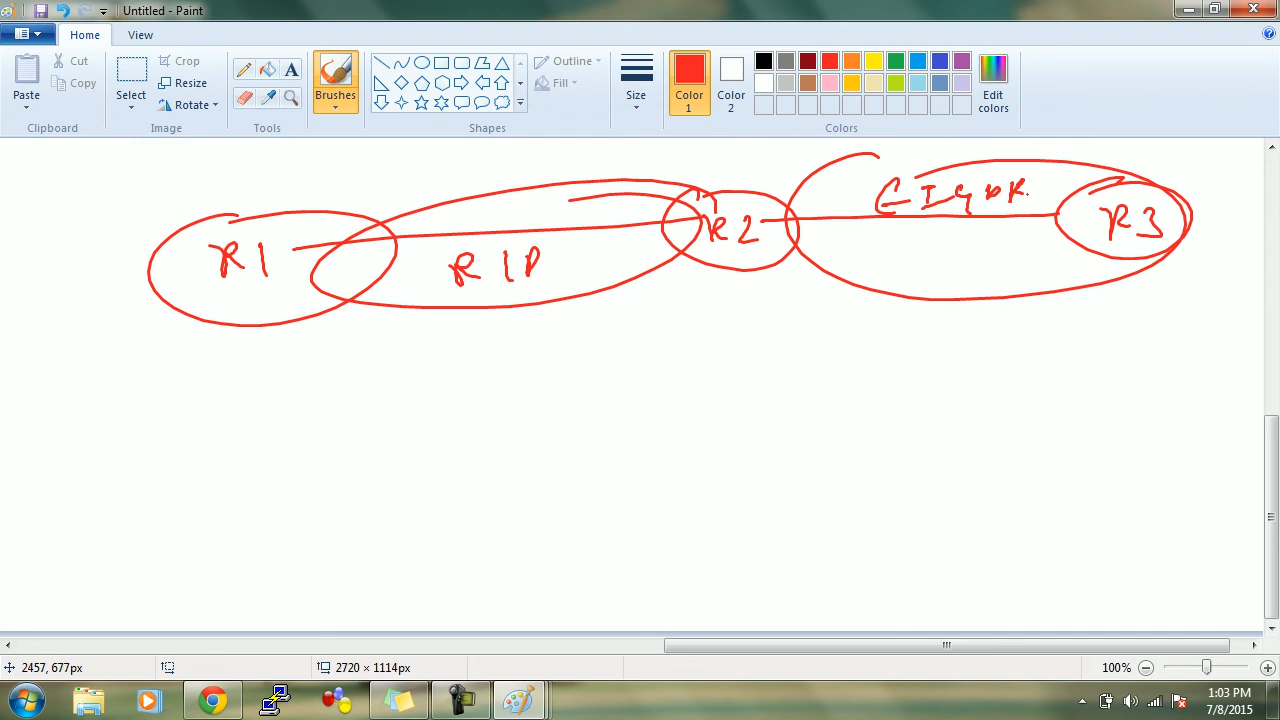 Untitled - Paint
Home View
Paste
Cut
Copy
Clipboard
Select
Crop
Resize
Rotate
Image
Tools
Brushes
Shapes
Outline
Fill
Size
Color 1
Color 2
Edit colors
Colors
R1
RIP
R2
R3
2457, 677px
2720 × 1114px
100%
1:03 PM
7/8/2015